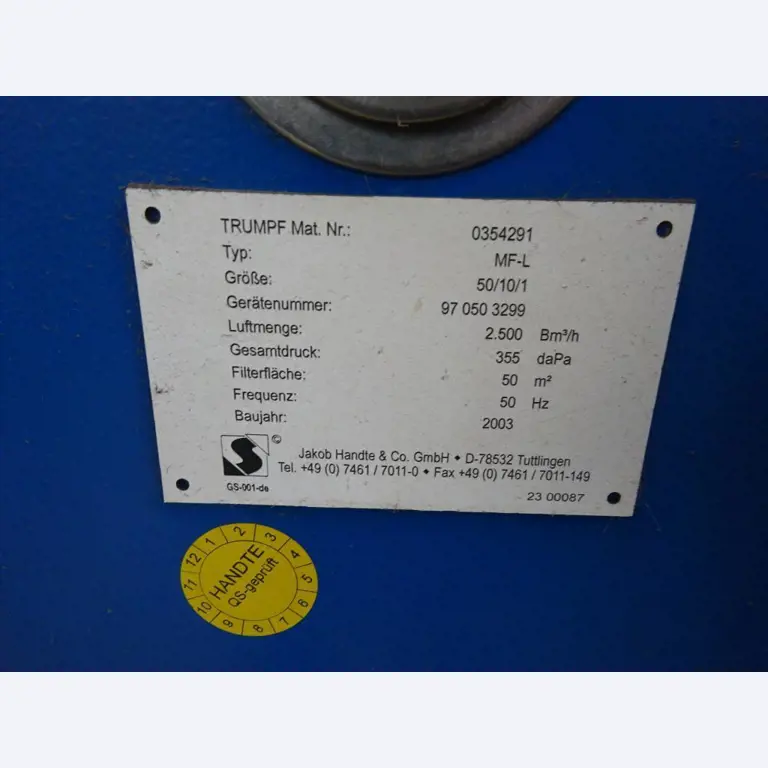 TRUMPF Mat. Nr.: 0354291
Typ: MF-L
Größe: 50/10/1
Gerätenummer: 97 050 3299
Luftmenge: 2.500 Bm³/h
Gesamtdruck: 355 daPa
Filterfläche: 50 m²
Frequenz: 50 Hz
Baujahr: 2003
©
Jakob Handte & Co. GmbH • D-78532 Tuttlingen
Tel. +49 (0) 7461 / 7011-0 • Fax +49 (0) 7461 / 7011-149
GS-001-de
23 00087
1 2 3 4 5 6 7 8 9 10 11 12
HANDTE
QS-geprüft